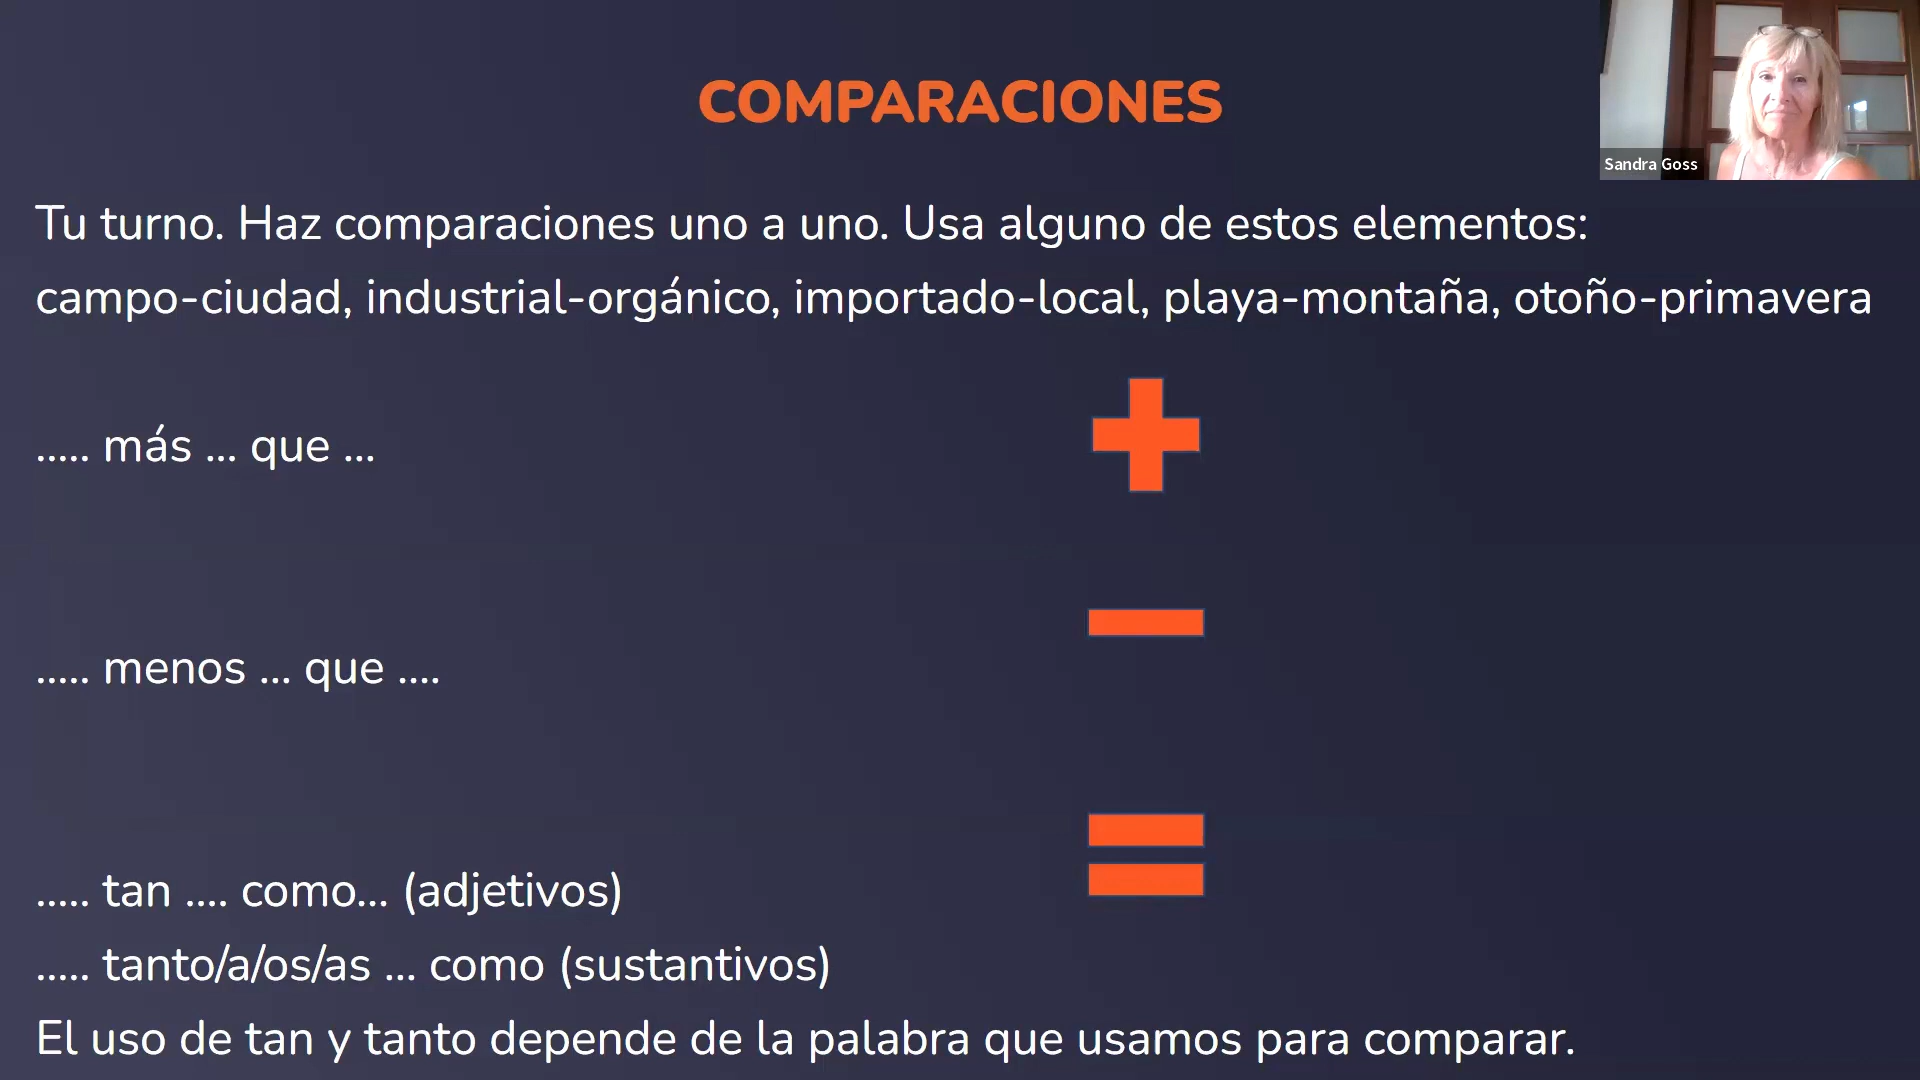 COMPARACIONES
Sandra Goss
Tu turno. Haz comparaciones uno a uno. Usa alguno de estos elementos:
campo-ciudad, industrial-orgánico, importado-local, playa-montaña, otoño-primavera
..... más ... que ...
..... menos ... que ....
..... tan .... como... (adjetivos)
..... tanto/a/os/as ... como (sustantivos)
El uso de tan y tanto depende de la palabra que usamos para comparar.